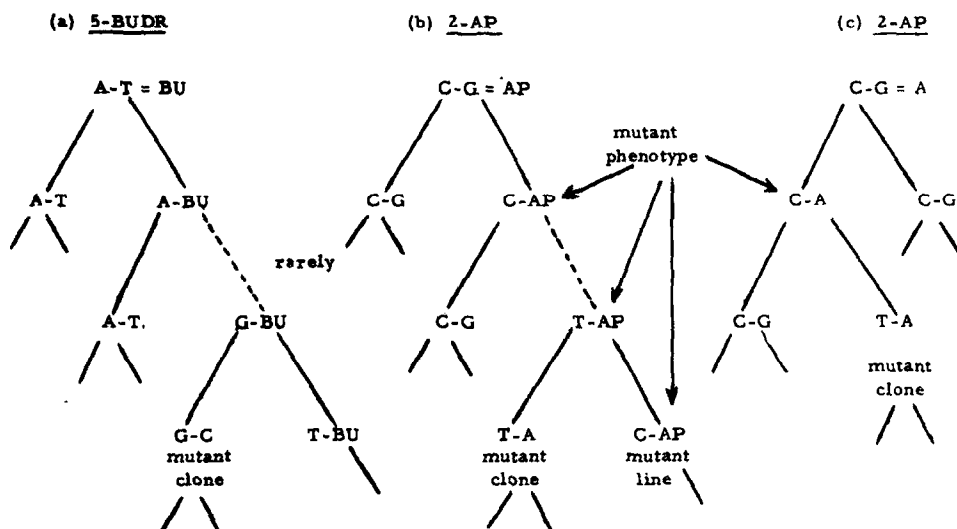 (a) 5-BUDR
(b) 2-AP
(c) 2-AP
A-T = BU
C-G = AP
C-G = A
mutant
phenotype
A-T
A-BU
C-G
C-AP
C-A
C-G
rarely
A-T.
G-BU
C-G
T-AP
C-G
T-A
mutant
clone
G-C
mutant
clone
T-BU
T-A
mutant
clone
C-AP
mutant
line